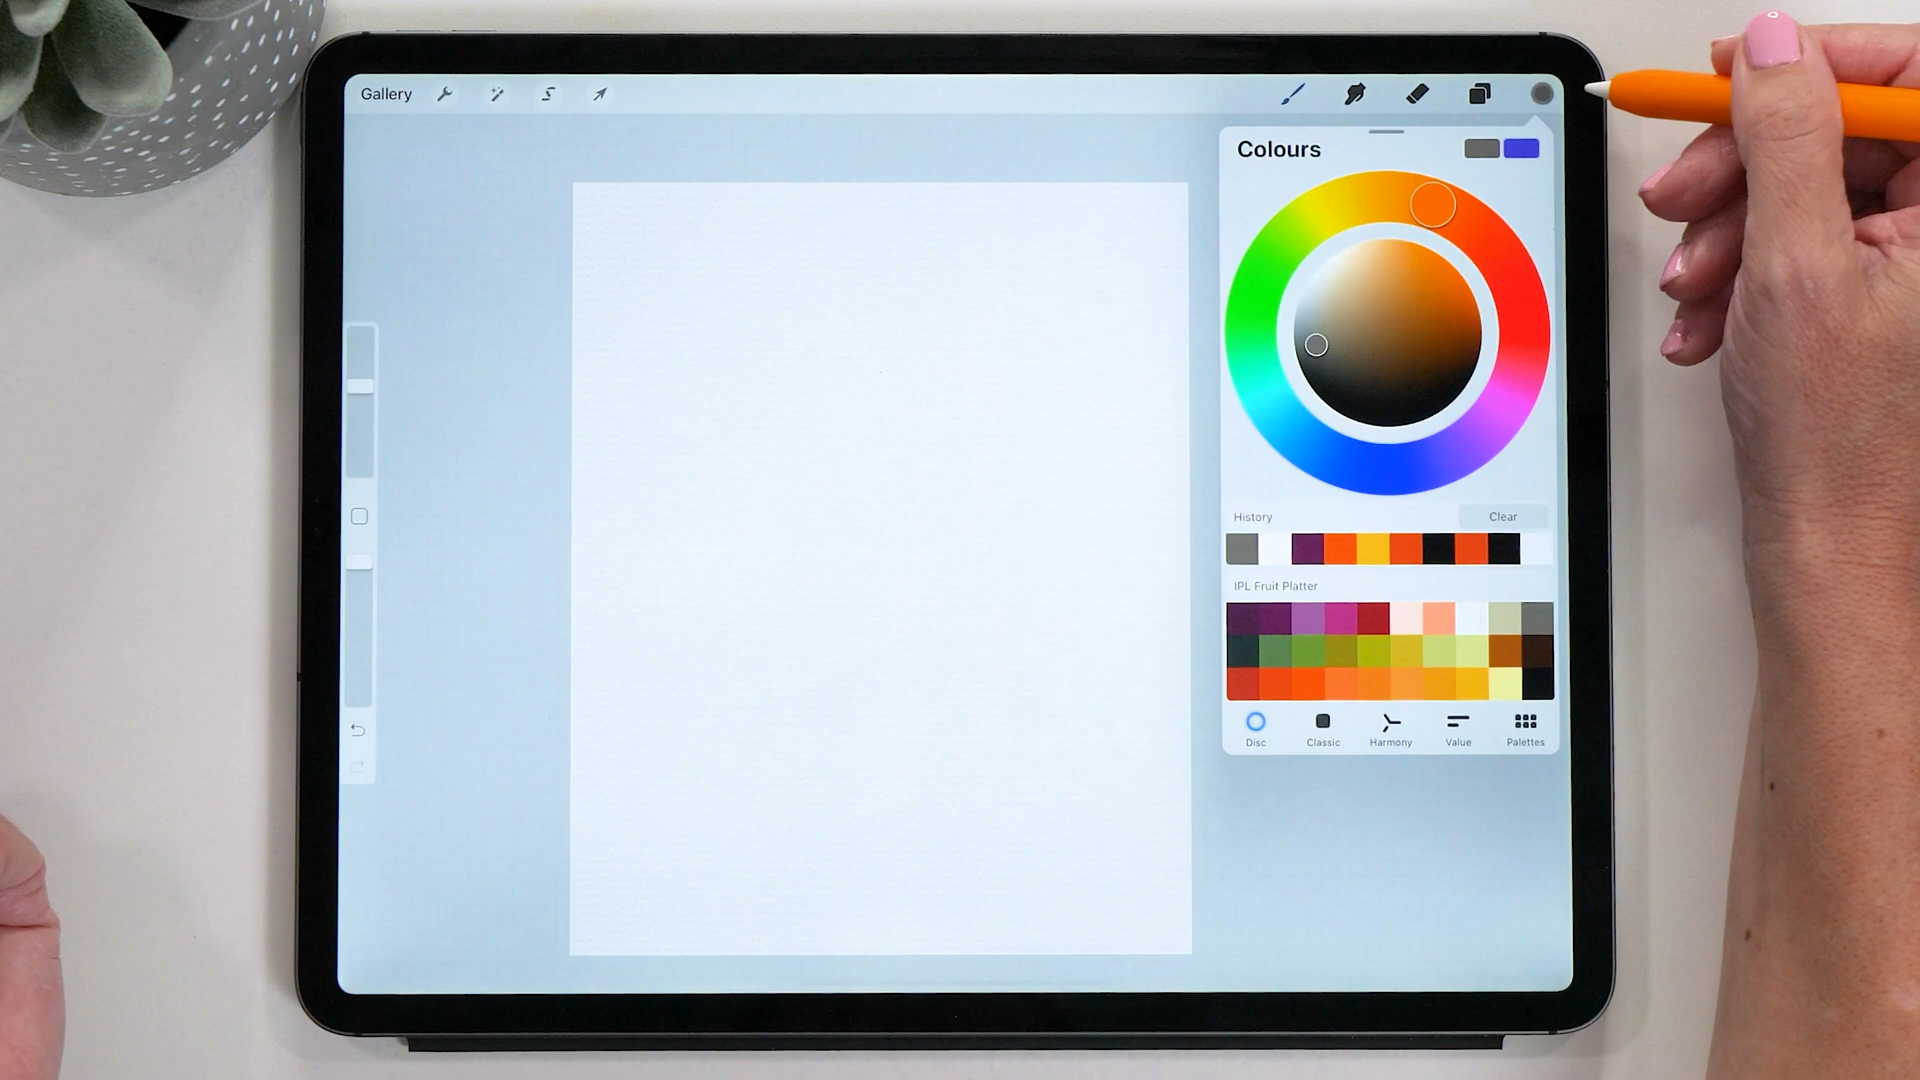 Gallery
Colours
History
Clear
IPL Fruit Platter
Disc
Classic
Harmony
Value
Palettes